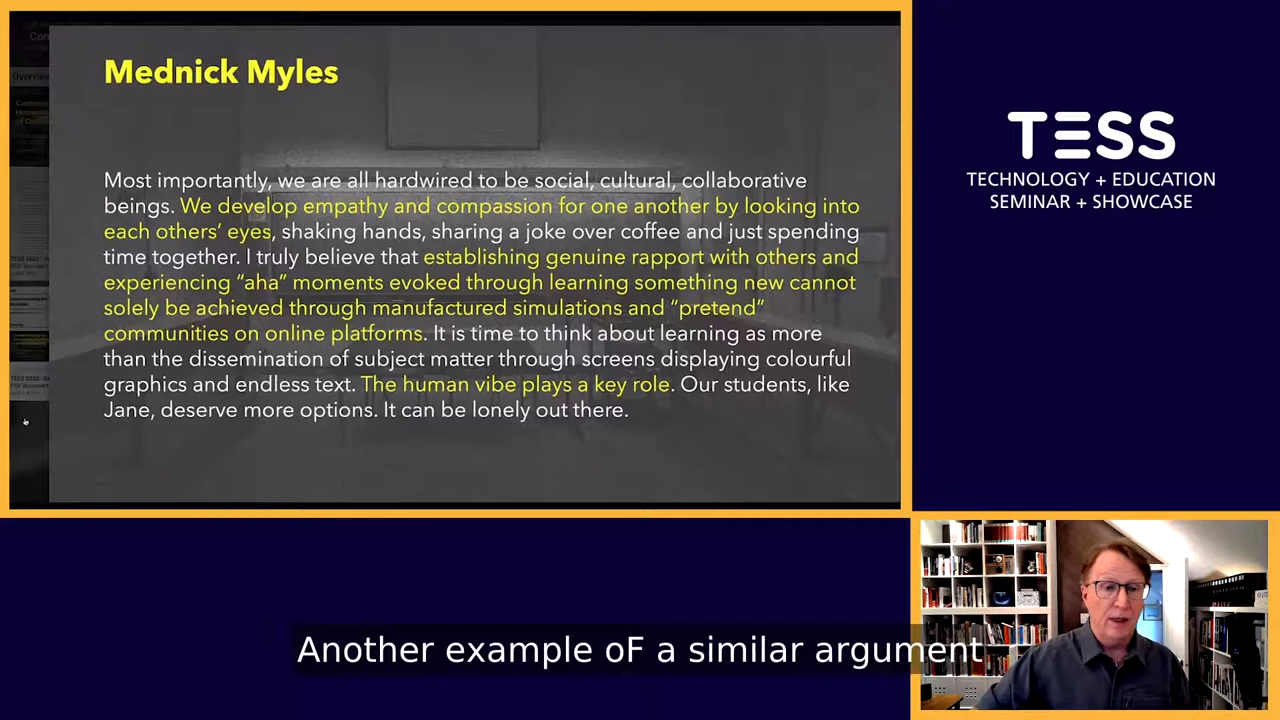 Mednick Myles
Most importantly, we are all hardwired to be social, cultural, collaborative
beings. We develop empathy and compassion for one another by looking into
each others’ eyes, shaking hands, sharing a joke over coffee and just spending
time together. I truly believe that establishing genuine rapport with others and
experiencing “aha” moments evoked through learning something new cannot
solely be achieved through manufactured simulations and “pretend”
communities on online platforms. It is time to think about learning as more
than the dissemination of subject matter through screens displaying colourful
graphics and endless text. The human vibe plays a key role. Our students, like
Jane, deserve more options. It can be lonely out there.
TESS
TECHNOLOGY + EDUCATION
SEMINAR + SHOWCASE
Another example oF a similar argument